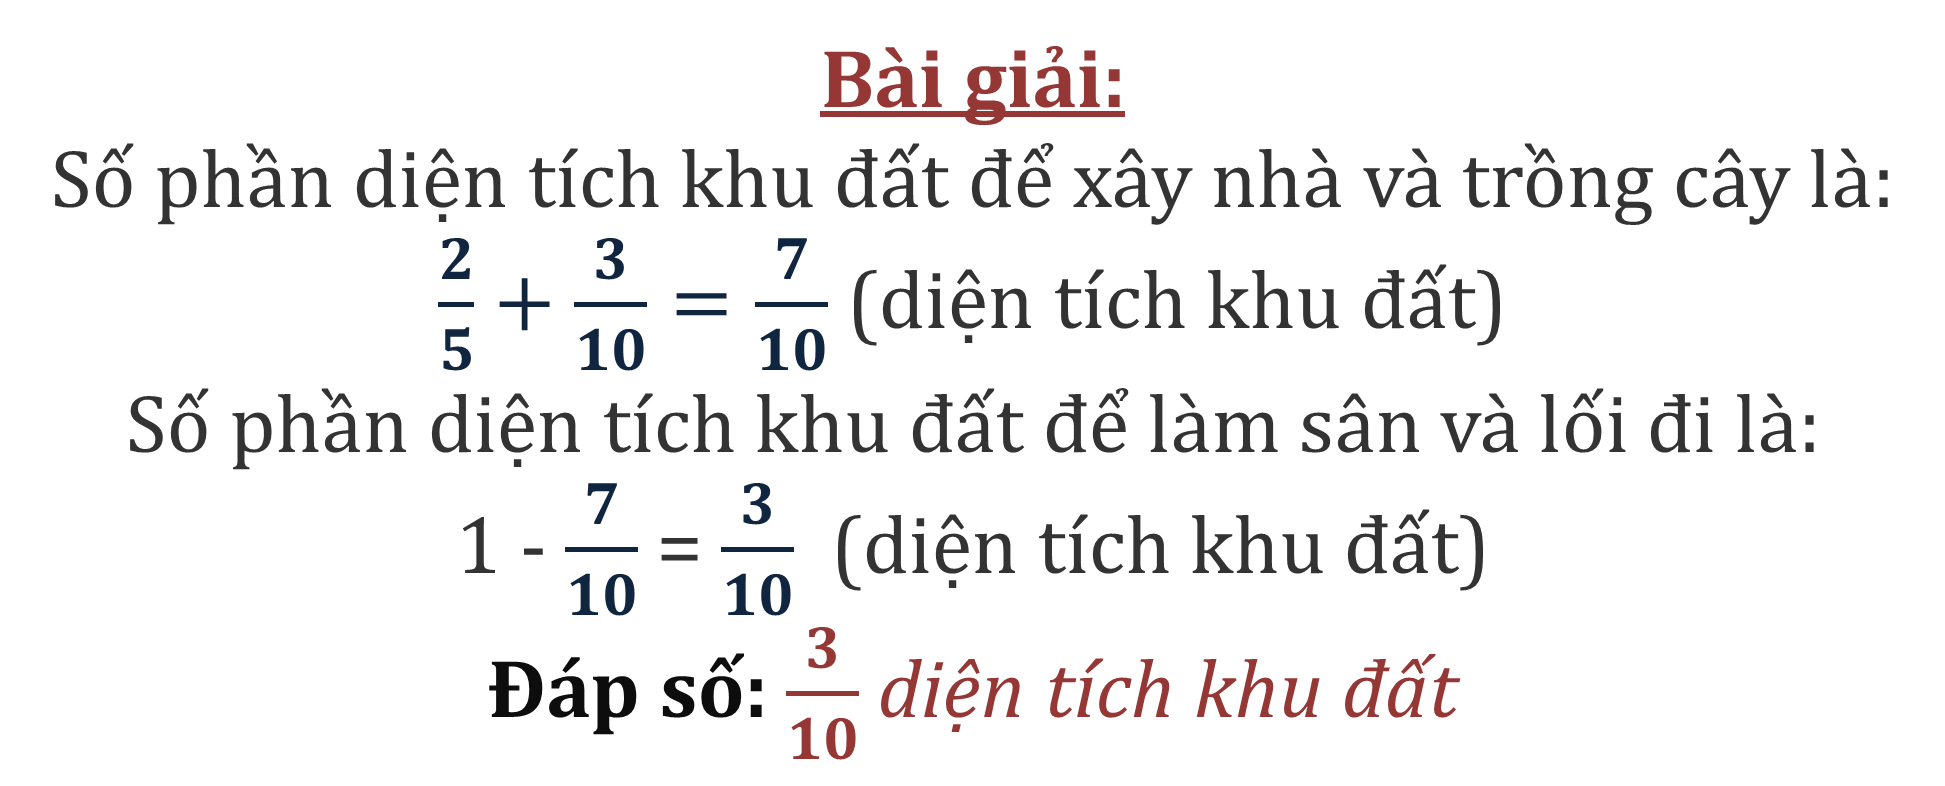 Bài giải:
Số phần diện tích khu đất để xây nhà và trồng cây là:
2/5 + 3/10 = 7/10 (diện tích khu đất)
Số phần diện tích khu đất để làm sân và lối đi là:
1 - 7/10 = 3/10 (diện tích khu đất)
Đáp số: 3/10 diện tích khu đất